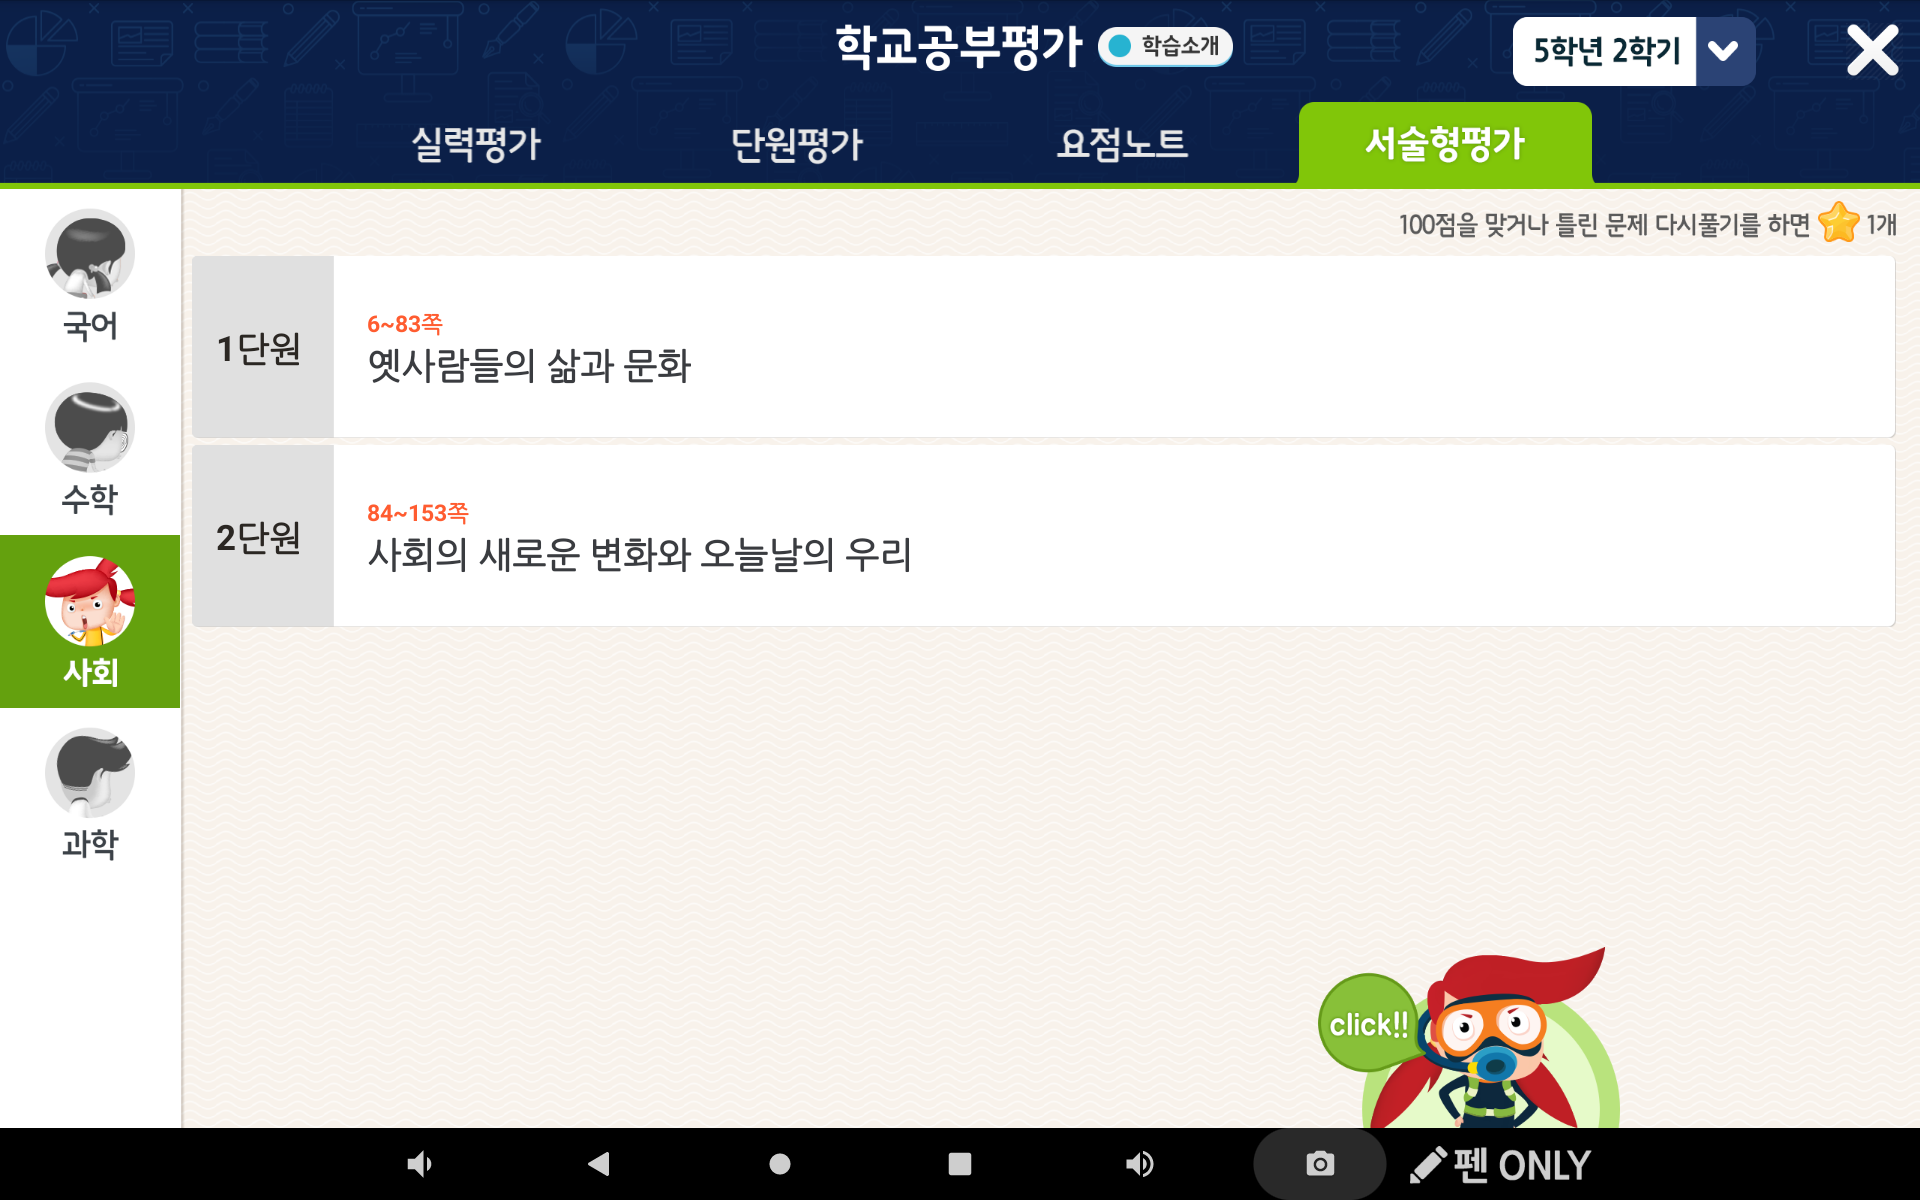 학교공부평가
학습소개
5학년 2학기
실력평가
단원평가
요점노트
서술형평가
100점을 맞거나 틀린 문제 다시풀기를 하면 1개
국어
수학
사회
과학
1단원
6~83쪽
옛사람들의 삶과 문화
2단원
84~153쪽
사회의 새로운 변화와 오늘날의 우리
click!!
펜 ONLY